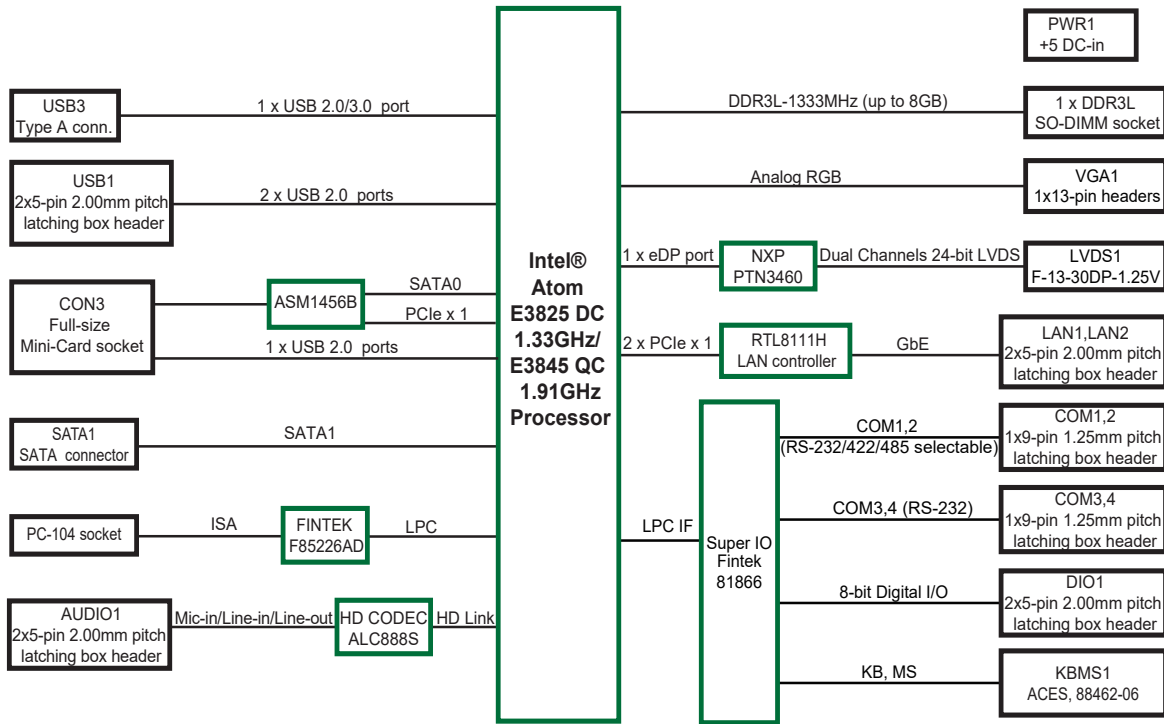 PWR1
+5 DC-in
USB3
Type A conn.
1 x USB 2.0/3.0 port
DDR3L-1333MHz (up to 8GB)
1 x DDR3L
SO-DIMM socket
USB1
2x5-pin 2.00mm pitch
latching box header
2 x USB 2.0 ports
Analog RGB
VGA1
1x13-pin headers
Intel®
Atom
E3825 DC
1.33GHz/
E3845 QC
1.91GHz
Processor
1 x eDP port
NXP
PTN3460
Dual Channels 24-bit LVDS
LVDS1
F-13-30DP-1.25V
CON3
Full-size
Mini-Card socket
ASM1456B
SATA0
PCIe x 1
1 x USB 2.0 ports
2 x PCIe x 1
RTL8111H
LAN controller
GbE
LAN1,LAN2
2x5-pin 2.00mm pitch
latching box header
SATA1
SATA connector
SATA1
COM1,2
(RS-232/422/485 selectable)
COM1,2
1x9-pin 1.25mm pitch
latching box header
PC-104 socket
ISA
FINTEK
F85226AD
LPC
LPC IF
Super IO
Fintek
81866
COM3,4 (RS-232)
COM3,4
1x9-pin 1.25mm pitch
latching box header
AUDIO1
2x5-pin 2.00mm pitch
latching box header
Mic-in/Line-in/Line-out
HD CODEC
ALC888S
HD Link
8-bit Digital I/O
DIO1
2x5-pin 2.00mm pitch
latching box header
KB, MS
KBMS1
ACES, 88462-06